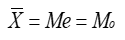 X̅ = Me = Mₒ